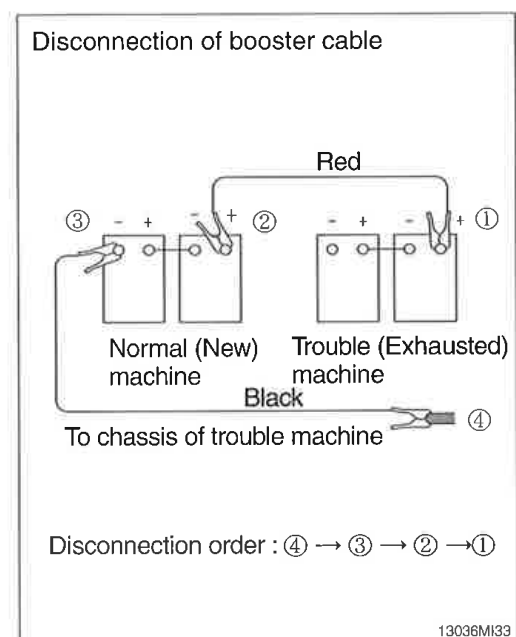 Disconnection of booster cable
Red
③ - + - + ② - + - + ①
Normal (New)
machine
Trouble (Exhausted)
machine
Black
To chassis of trouble machine ④
Disconnection order : ④ → ③ → ② →①
13036MI33